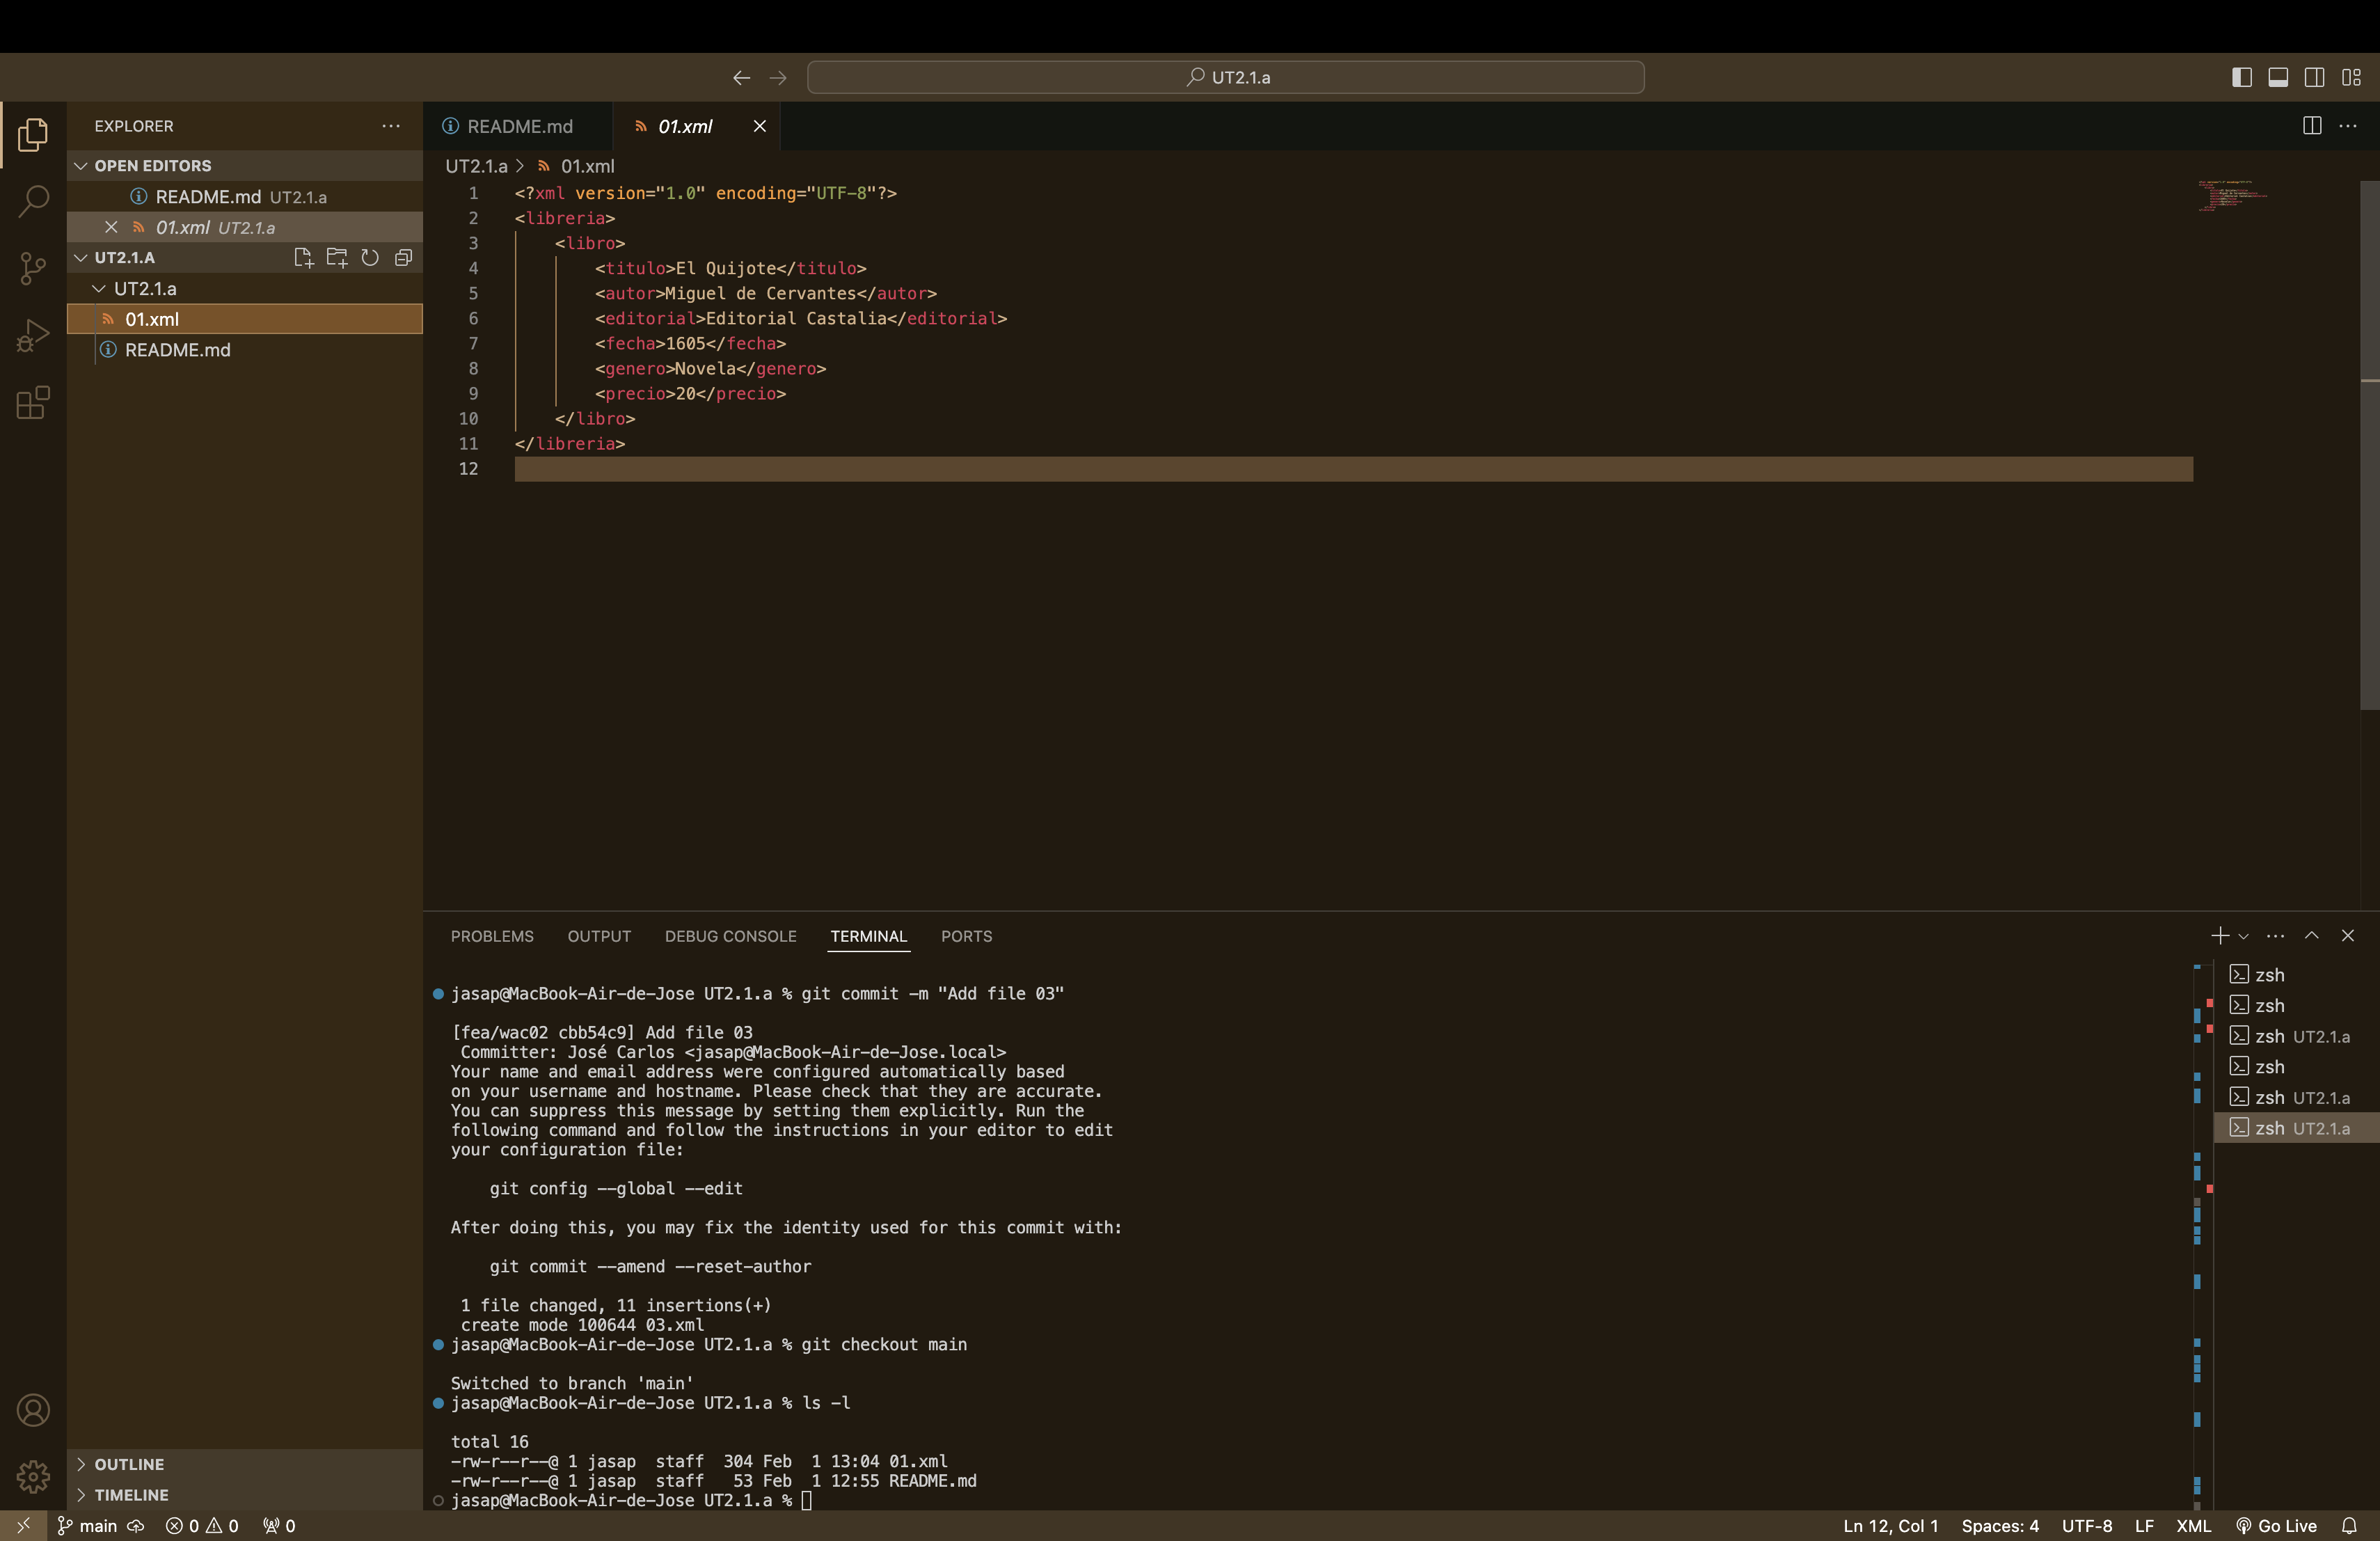 UT2.1.a
EXPLORER
OPEN EDITORS
README.md UT2.1.a
01.xml UT2.1.a
UT2.1.A
UT2.1.a
01.xml
README.md
OUTLINE
TIMELINE
README.md
01.xml
UT2.1.a > 01.xml
1 <?xml version="1.0" encoding="UTF-8"?>
2 <libreria>
3 <libro>
4 <titulo>El Quijote</titulo>
5 <autor>Miguel de Cervantes</autor>
6 <editorial>Editorial Castalia</editorial>
7 <fecha>1605</fecha>
8 <genero>Novela</genero>
9 <precio>20</precio>
10 </libro>
11 </libreria>
12
PROBLEMS OUTPUT DEBUG CONSOLE TERMINAL PORTS
jasap@MacBook-Air-de-Jose UT2.1.a % git commit -m "Add file 03"
[fea/wac02 cbb54c9] Add file 03
Committer: José Carlos <jasap@MacBook-Air-de-Jose.local>
Your name and email address were configured automatically based
on your username and hostname. Please check that they are accurate.
You can suppress this message by setting them explicitly. Run the
following command and follow the instructions in your editor to edit
your configuration file:
git config --global --edit
After doing this, you may fix the identity used for this commit with:
git commit --amend --reset-author
1 file changed, 11 insertions(+)
create mode 100644 03.xml
jasap@MacBook-Air-de-Jose UT2.1.a % git checkout main
Switched to branch 'main'
jasap@MacBook-Air-de-Jose UT2.1.a % ls -l
total 16
-rw-r--r--@ 1 jasap staff 304 Feb 1 13:04 01.xml
-rw-r--r--@ 1 jasap staff 53 Feb 1 12:55 README.md
jasap@MacBook-Air-de-Jose UT2.1.a %
zsh
zsh
zsh UT2.1.a
zsh
zsh UT2.1.a
zsh UT2.1.a
main 0 0 0 Ln 12, Col 1 Spaces: 4 UTF-8 LF XML Go Live